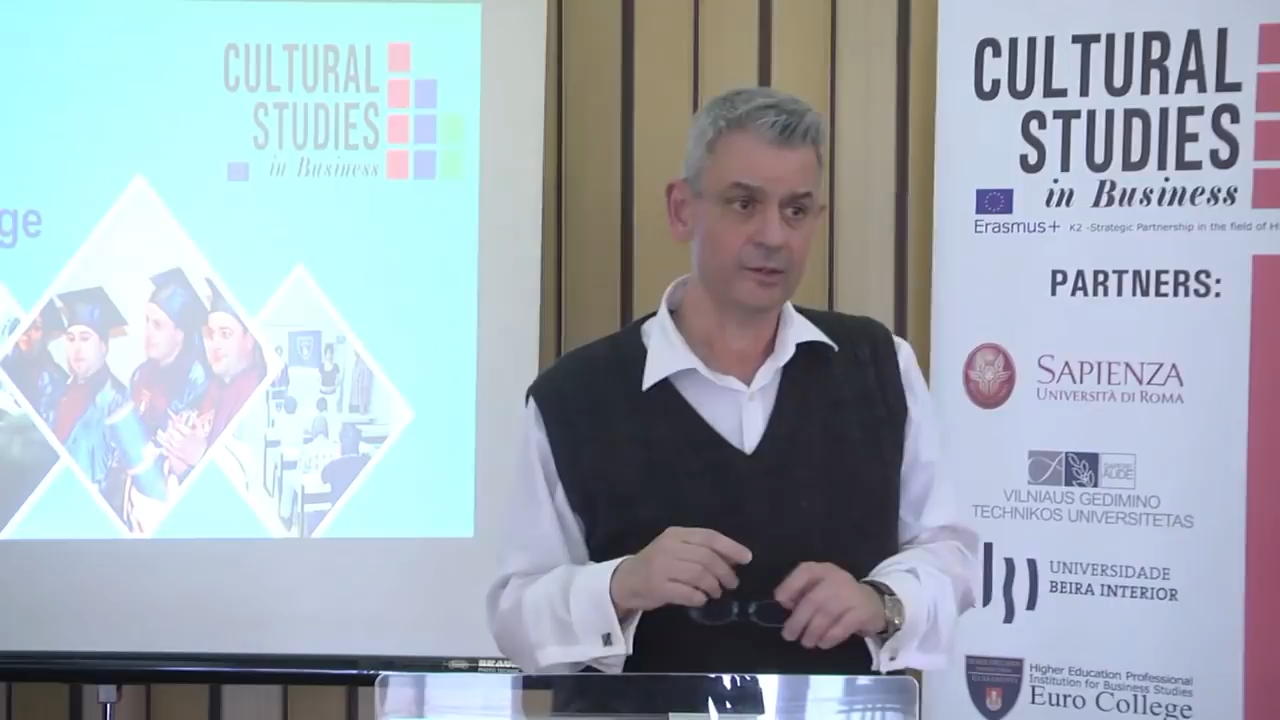 CULTURAL
STUDIES
in Business
ge
CULTURAL
STUDIES
in Business
Erasmus+
K2 -Strategic Partnership in the field of H
PARTNERS:
SAPIENZA
UNIVERSITÀ DI ROMA
SAPERE
AUDE
VILNIAUS GEDIMINO
TECHNIKOS UNIVERSITETAS
UNIVERSIDADE
BEIRA INTERIOR
Higher Education Professional
Institution for Business Studies
Euro College